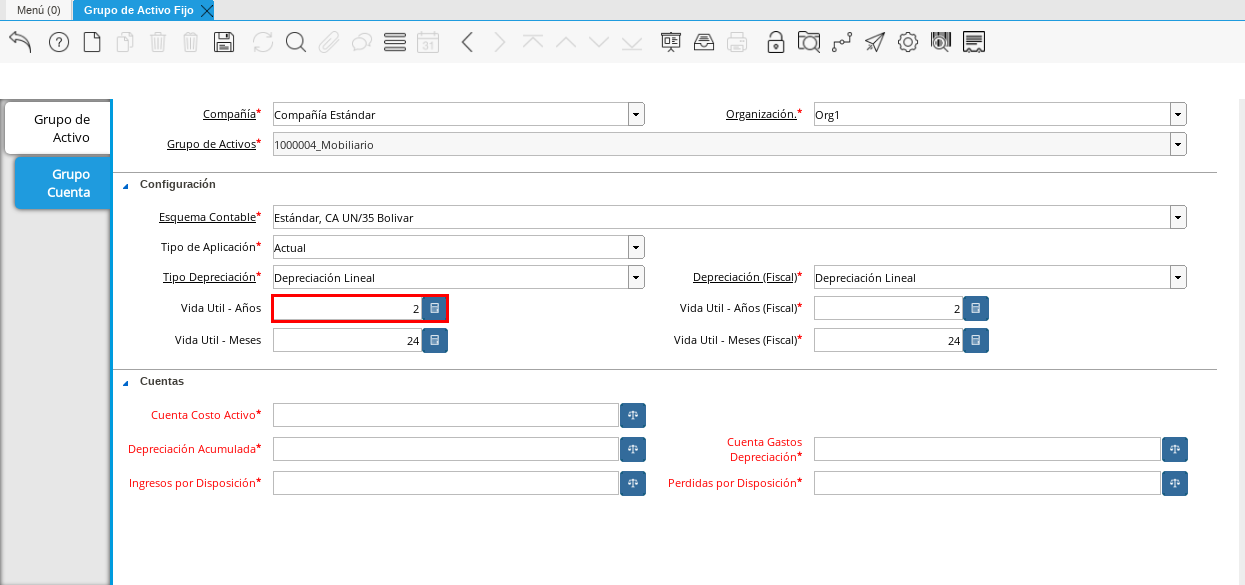 Menú (0)
Grupo de Activo Fijo
31
Grupo de
Activo
Grupo
Cuenta
Compañía* Compañía Estándar
Organización.* Org1
Grupo de Activos* 1000004_Mobiliario
Configuración
Esquema Contable* Estándar, CA UN/35 Bolivar
Tipo de Aplicación* Actual
Tipo Depreciación* Depreciación Lineal
Depreciación (Fiscal)* Depreciación Lineal
Vida Util - Años 2
Vida Util - Años (Fiscal)* 2
Vida Util - Meses 24
Vida Util - Meses (Fiscal)* 24
Cuentas
Cuenta Costo Activo*
Depreciación Acumulada*
Cuenta Gastos
Depreciación*
Ingresos por Disposición*
Perdidas por Disposición*